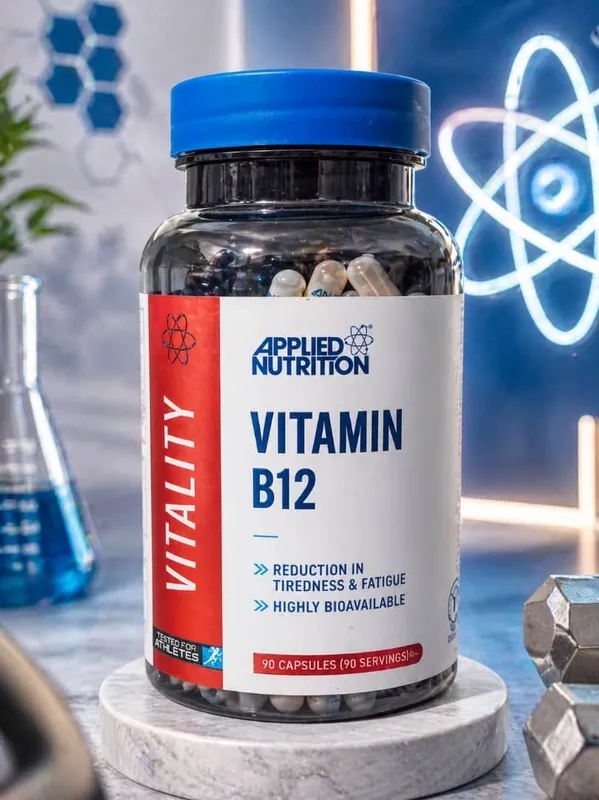 APPLIED
NUTRITION
VITAMIN
B12
REDUCTION IN
TIREDNESS & FATIGUE
HIGHLY BIOAVAILABLE
90 CAPSULES (90 SERVINGS)
VITALITY
TESTED FOR
ATHLETES